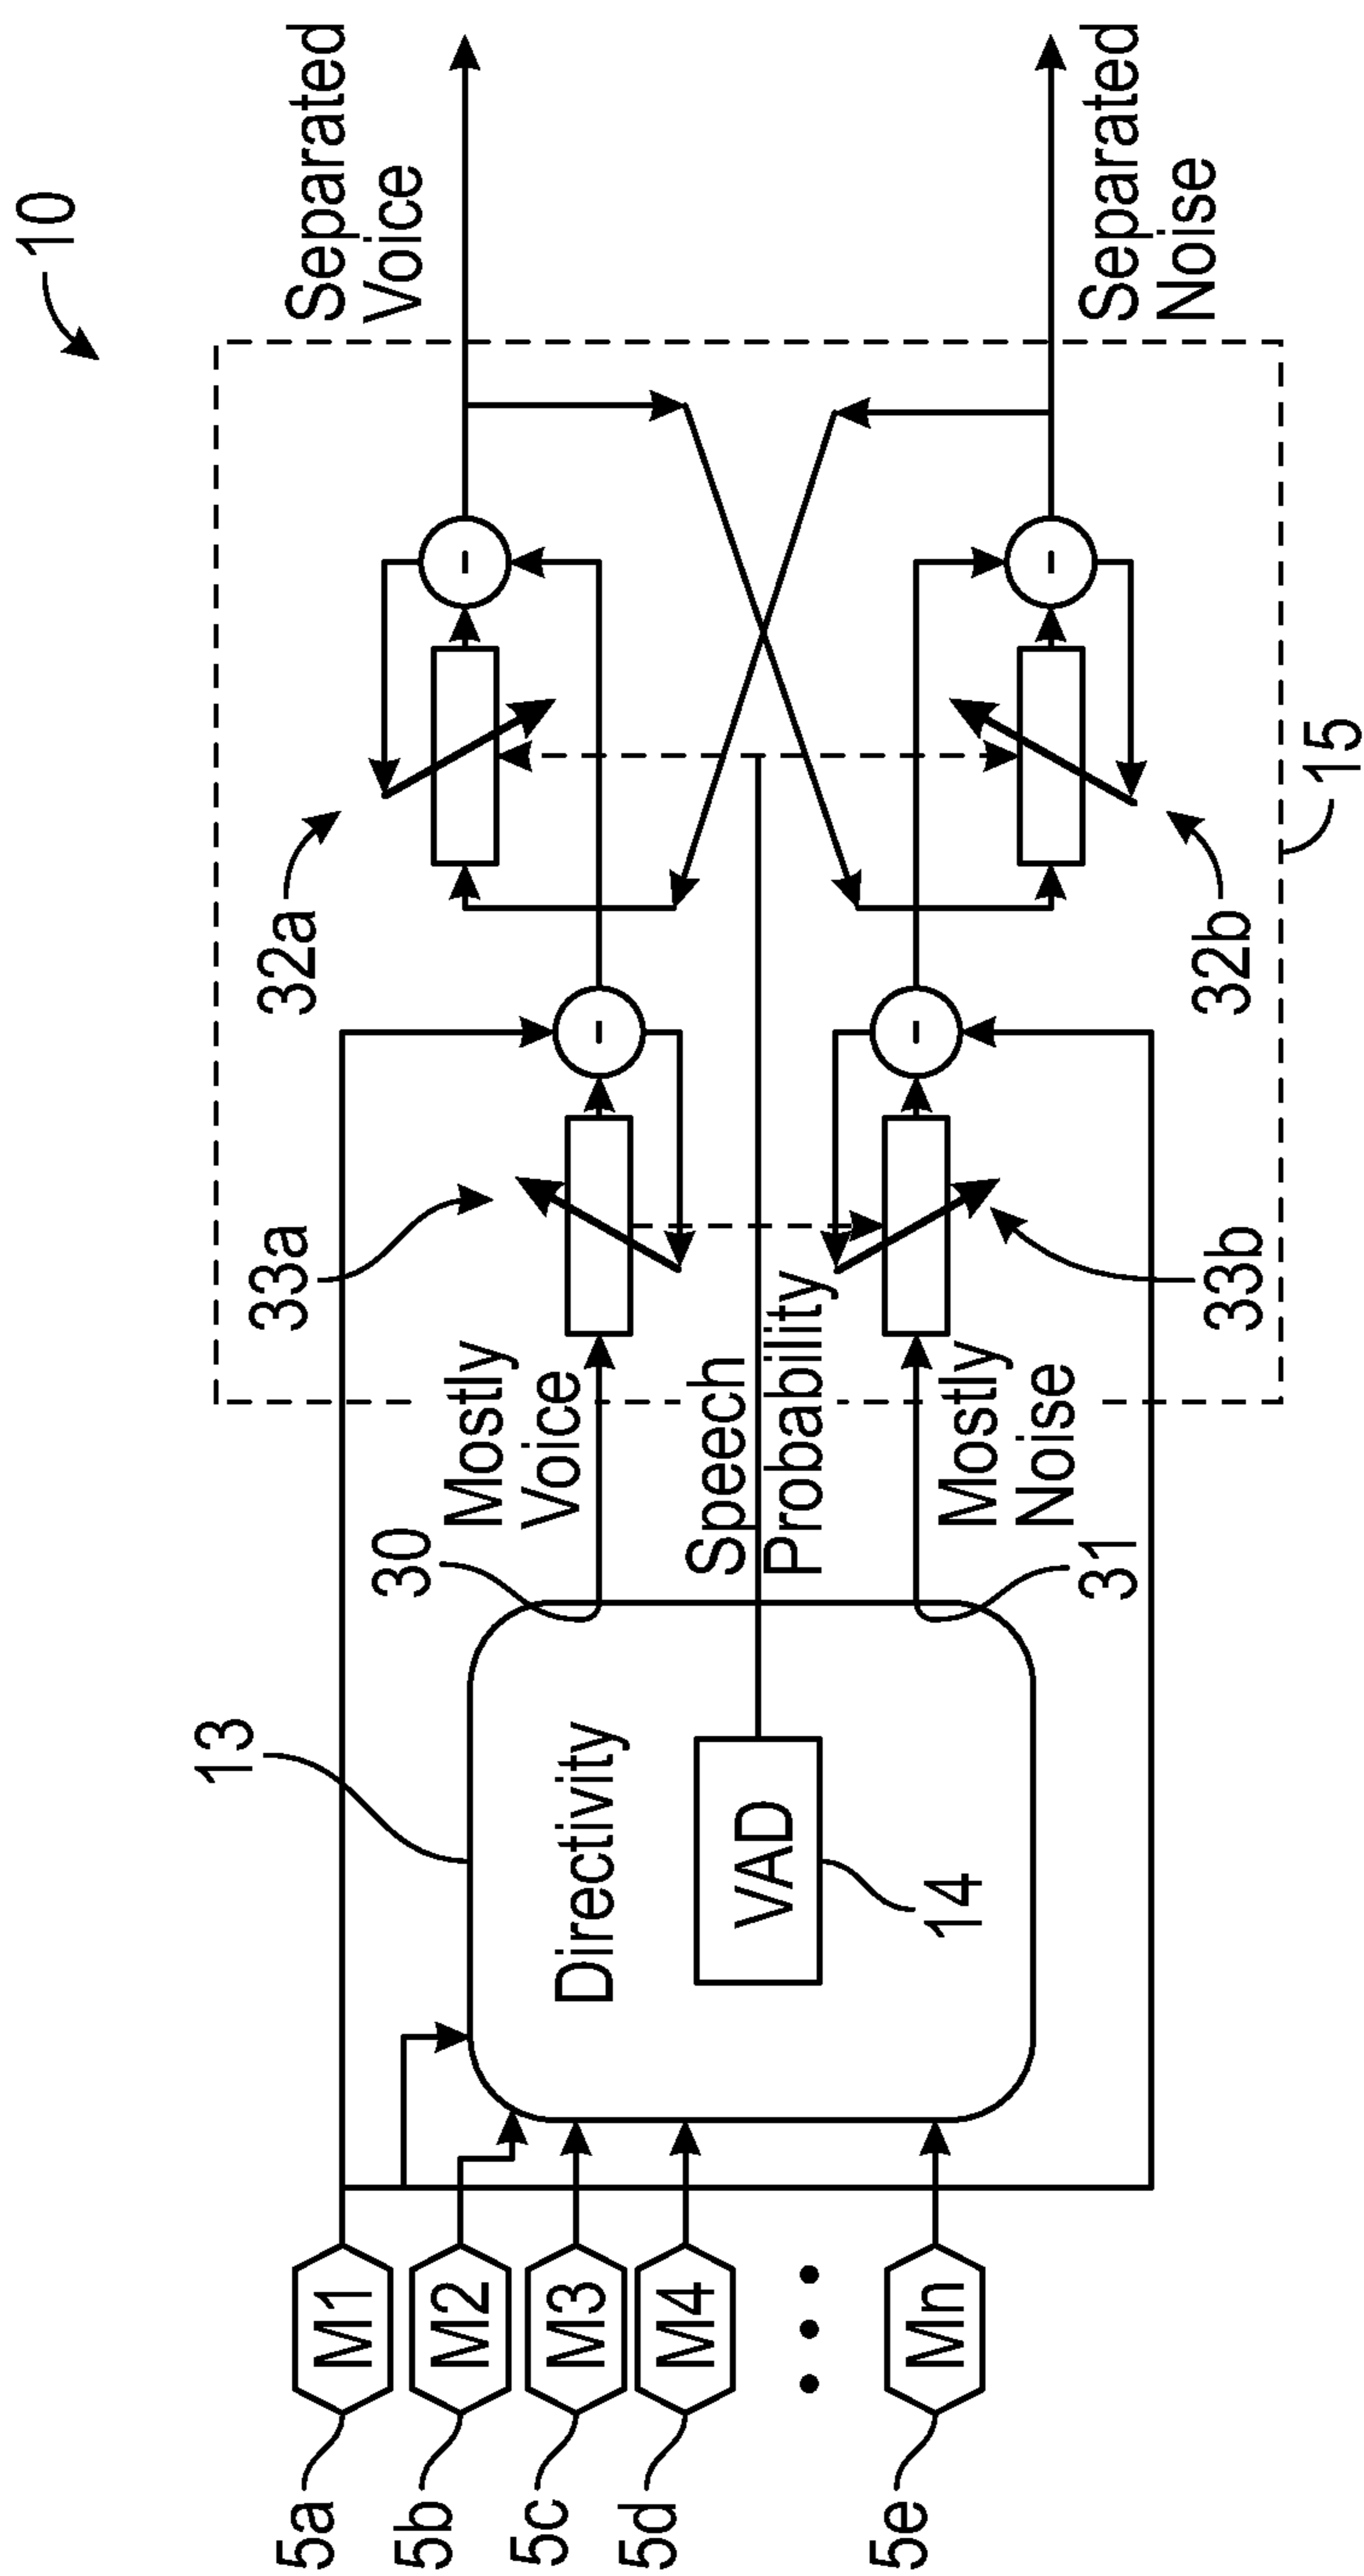 10
Separated
Voice
Separated
Noise
32a
32b
15
33a
33b
Mostly
Voice
Speech
Probability
Mostly
Noise
30
31
13
Directivity
VAD
14
M1
M2
M3
M4
Mn
5a
5b
5c
5d
5e